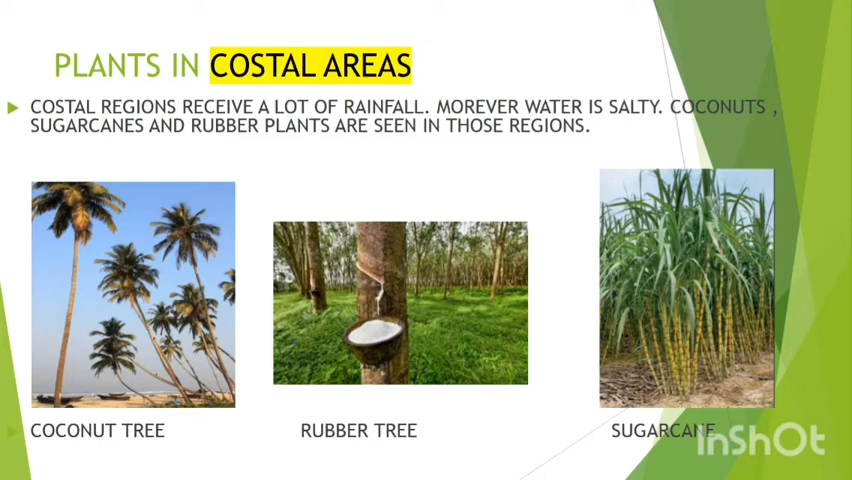 PLANTS IN COSTAL AREAS
COSTAL REGIONS RECEIVE A LOT OF RAINFALL. MOREVER WATER IS SALTY. COCONUTS ,
SUGARCANES AND RUBBER PLANTS ARE SEEN IN THOSE REGIONS.
COCONUT TREE RUBBER TREE SUGARCANE
InShOt